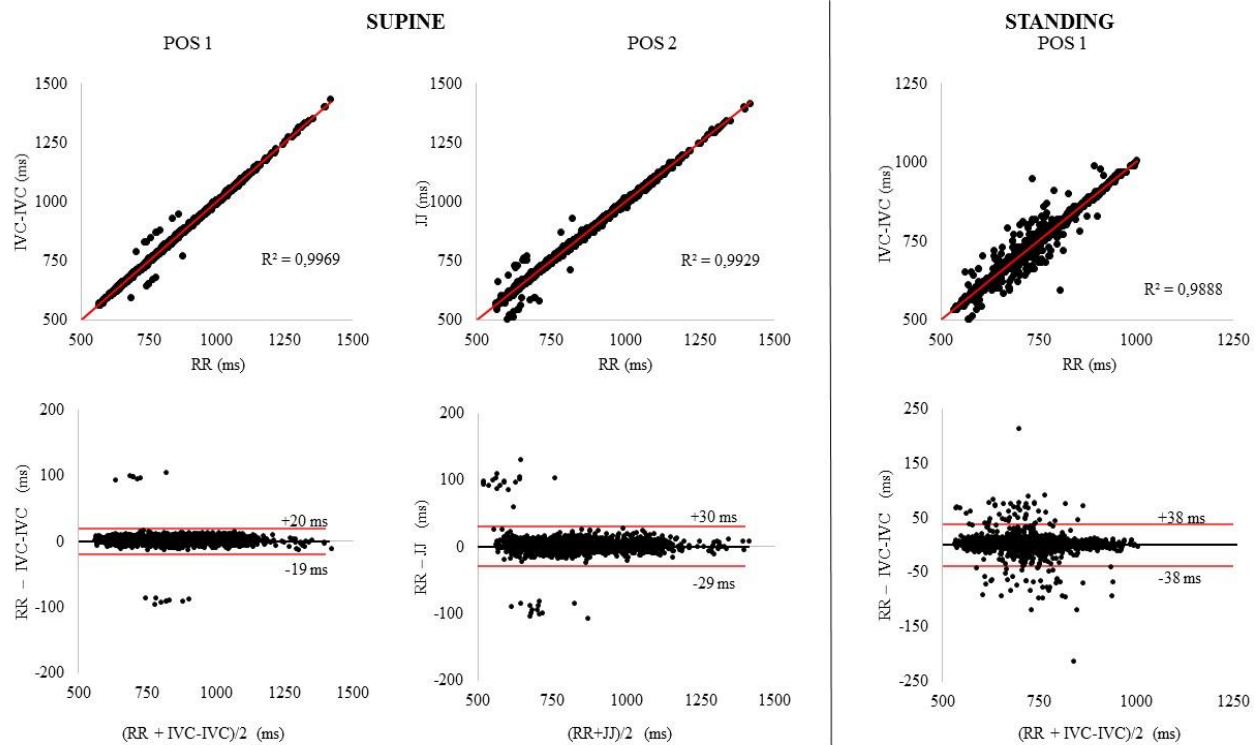 SUPINE
POS 1
POS 2
1500
1250
1000
750
500
IVC-IVC (ms)
R² = 0,9969
500
750
1000
1250
1500
RR (ms)
1500
1250
1000
750
500
JJ (ms)
R² = 0,9929
500
750
1000
1250
1500
RR (ms)
200
100
0
-100
-200
RR – IVC-IVC (ms)
+20 ms
-19 ms
500
750
1000
1250
1500
(RR + IVC-IVC)/2 (ms)
200
100
0
-100
-200
RR – JJ (ms)
+30 ms
-29 ms
500
750
1000
1250
1500
(RR+JJ)/2 (ms)
STANDING
POS 1
1250
1000
750
500
IVC-IVC (ms)
R² = 0,9888
500
750
1000
1250
RR (ms)
250
150
50
-50
-150
-250
RR – IVC-IVC (ms)
+38 ms
-38 ms
500
750
1000
1250
(RR + IVC-IVC)/2 (ms)